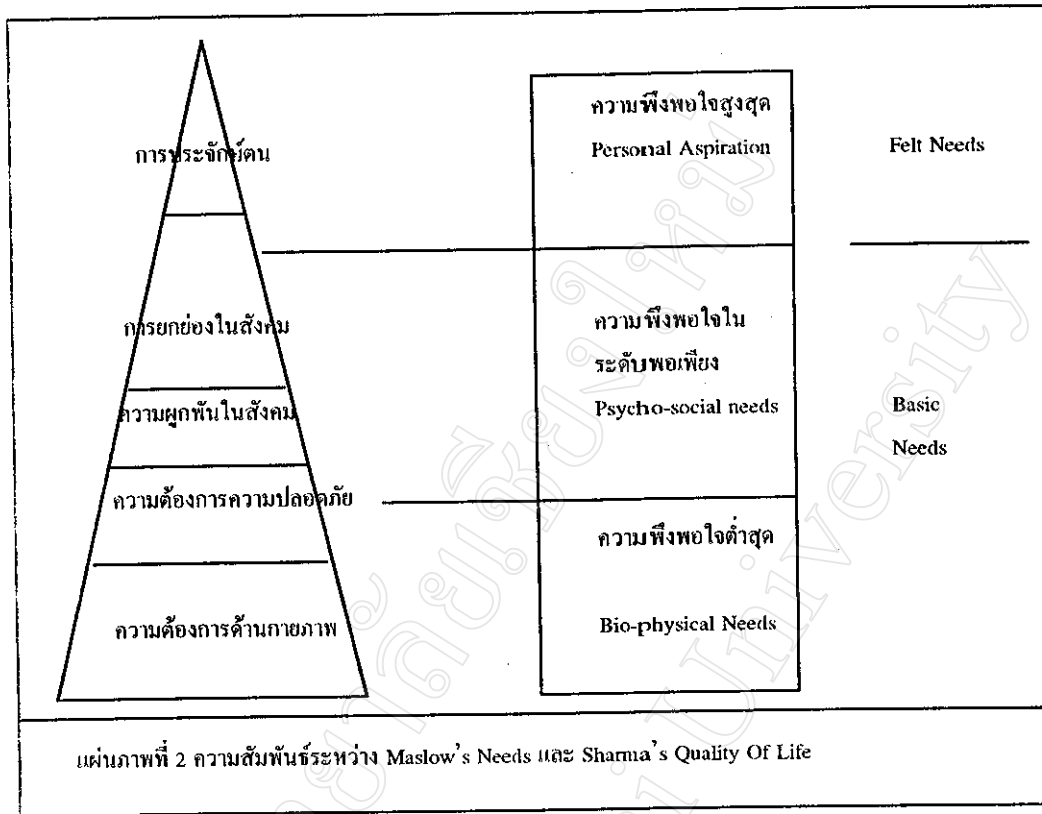 การประจักษ์ตน
การยกย่องในสังคม
ความผูกพันในสังคม
ความต้องการความปลอดภัย
ความต้องการด้านกายภาพ
ความพึงพอใจสูงสุด
Personal Aspiration
ความพึงพอใจใน
ระดับพอเพียง
Psycho-social needs
ความพึงพอใจต่ำสุด
Bio-physical Needs
Felt Needs
Basic
Needs
แผ่นภาพที่ 2 ความสัมพันธ์ระหว่าง Maslow's Needs และ Sharma's Quality Of Life
University